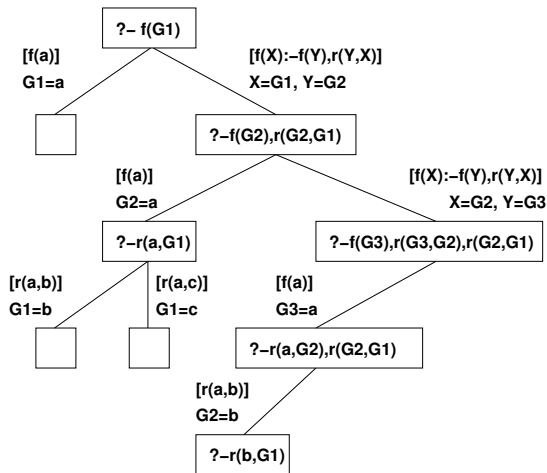 ?– f(G1)
[f(a)]
G1=a
[f(X):–f(Y),r(Y,X)]
X=G1, Y=G2
?–f(G2),r(G2,G1)
[f(a)]
G2=a
[f(X):–f(Y),r(Y,X)]
X=G2, Y=G3
?–r(a,G1)
?–f(G3),r(G3,G2),r(G2,G1)
[r(a,b)]
G1=b
[r(a,c)]
G1=c
[f(a)]
G3=a
?–r(a,G2),r(G2,G1)
[r(a,b)]
G2=b
?–r(b,G1)